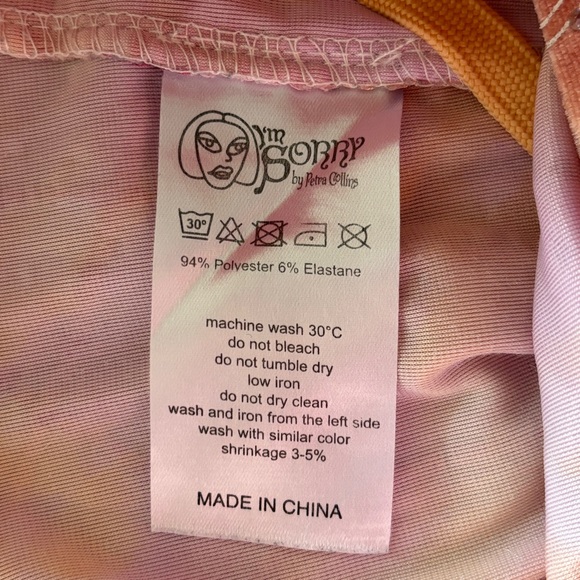 I'm
SORRY
by Petra Collins
30°
94% Polyester 6% Elastane
machine wash 30°C
do not bleach
do not tumble dry
low iron
do not dry clean
wash and iron from the left side
wash with similar color
shrinkage 3-5%
MADE IN CHINA